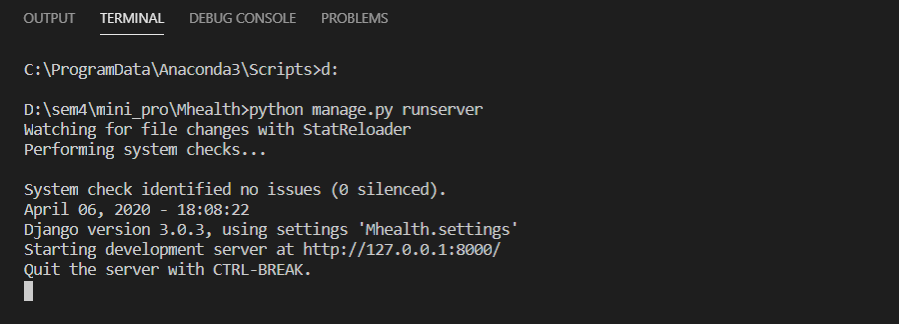 OUTPUT TERMINAL DEBUG CONSOLE PROBLEMS
C:\ProgramData\Anaconda3\Scripts>d:
D:\sem4\mini_pro\Mhealth>python manage.py runserver
Watching for file changes with StatReloader
Performing system checks...
System check identified no issues (0 silenced).
April 06, 2020 - 18:08:22
Django version 3.0.3, using settings 'Mhealth.settings'
Starting development server at http://127.0.0.1:8000/
Quit the server with CTRL-BREAK.